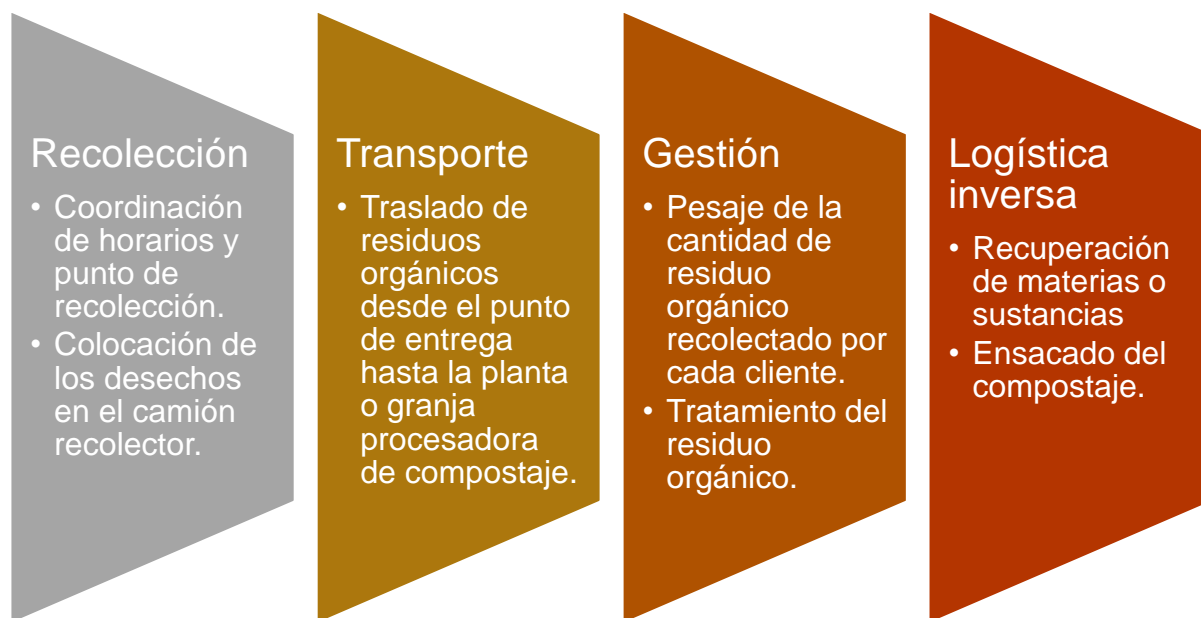 Recolección
• Coordinación
de horarios y
punto de
recolección.
• Colocación de
los desechos
en el camión
recolector.
Transporte
• Traslado de
residuos
orgánicos
desde el punto
de entrega
hasta la planta
o granja
procesadora
de compostaje.
Gestión
• Pesaje de la
cantidad de
residuo
orgánico
recolectado por
cada cliente.
• Tratamiento del
residuo
orgánico.
Logística
inversa
• Recuperación
de materias o
sustancias
• Ensacado del
compostaje.